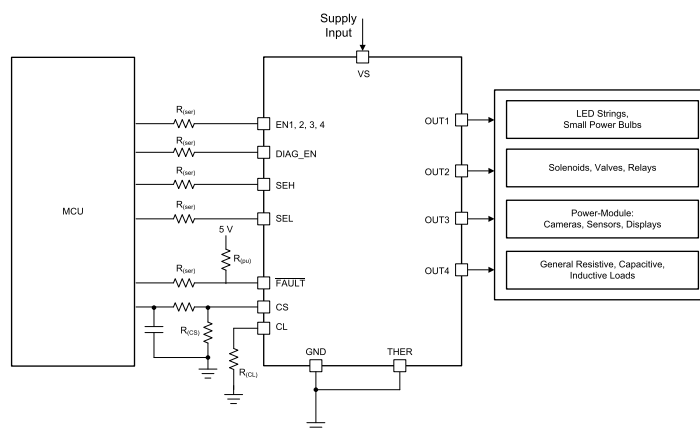 Supply
Input
VS
MCU
R(ser)
EN1, 2, 3, 4
R(ser)
DIAG_EN
R(ser)
SEH
R(ser)
SEL
5 V
R(pu)
R(ser)
FAULT
CS
R(CS)
CL
R(CL)
GND
THER
OUT1
OUT2
OUT3
OUT4
LED Strings,
Small Power Bulbs
Solenoids, Valves, Relays
Power-Module:
Cameras, Sensors, Displays
General Resistive, Capacitive,
Inductive Loads